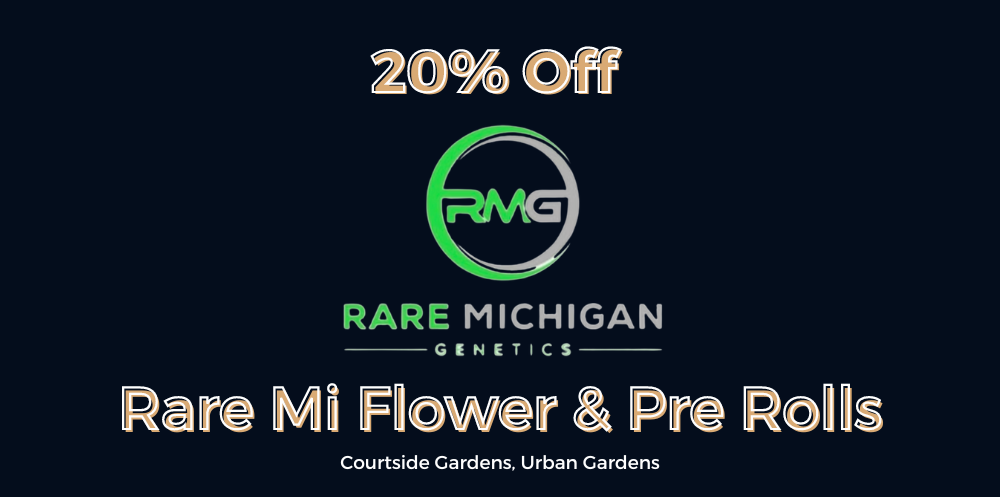 20% Off
RMG
RARE MICHIGAN
GENETICS
Rare Mi Flower & Pre Rolls
Courtside Gardens, Urban Gardens